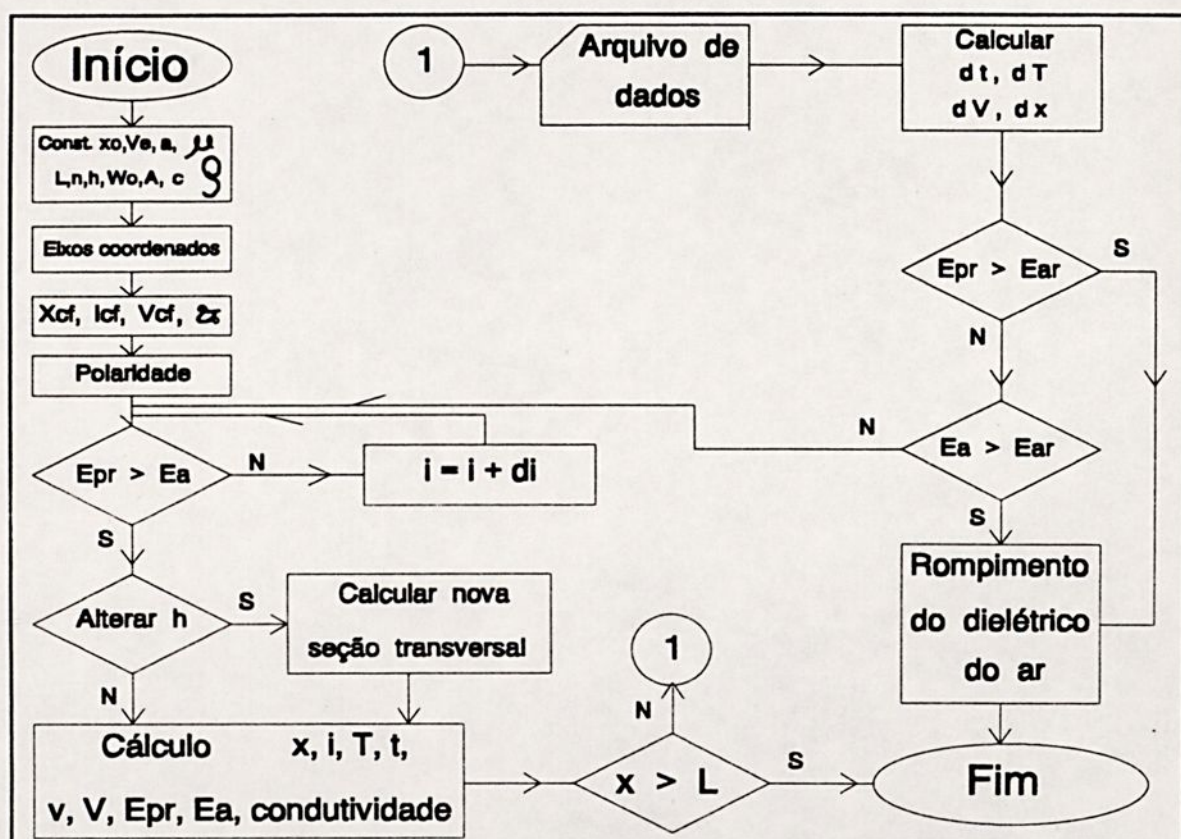 Início
Const. xo,Ve, a, μ
L,n,h,Wo,A, c ρ
Eixos coordenados
Xcf, Icf, Vcf,
Polaridade
Epr > Ea
N
i = i + di
S
Alterar h
S
Calcular nova
seção transversal
N
Cálculo x, i, T, t,
v, V, Epr, Ea, condutividade
x > L
N
1
S
Fim
1
Arquivo de
dados
Calcular
dt, dT
dV, dx
Epr > Ear
S
N
Ea > Ear
N
S
Rompimento
do dielétrico
do ar